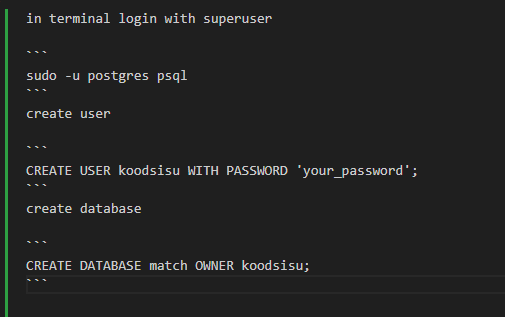 in terminal login with superuser
```
sudo -u postgres psql
```
create user
```
CREATE USER koodsisu WITH PASSWORD 'your_password';
```
create database
```
CREATE DATABASE match OWNER koodsisu;
```